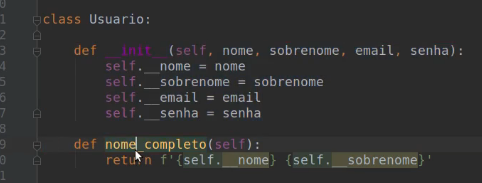 class Usuario:
def __init__(self, nome, sobrenome, email, senha):
self.__nome = nome
self.__sobrenome = sobrenome
self.__email = email
self.__senha = senha
def nome_completo(self):
return f'{self.__nome} {self.__sobrenome}'